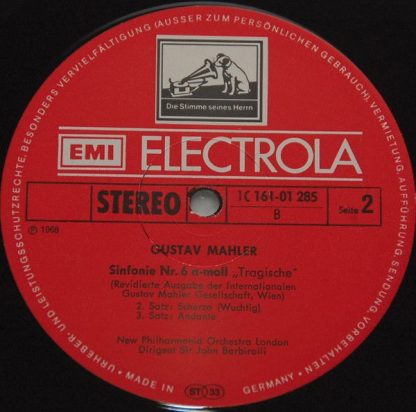 URHEBER- UND LEISTUNGSSCHUTZRECHTE, BESONDERS VERVIELFÄLTIGUNG (AUSSER ZUM PERSÖNLICHEN GEBRAUCH), VERMIETUNG, AUFFÜHRUNG, SENDUNG, VORBEHALTEN •
Die Stimme seines Herrn
EMI ELECTROLA
STEREO
1C 161-01 285
B
Seite 2
Ⓟ 1968
GUSTAV MAHLER
Sinfonie Nr. 6 a-moll „Tragische"
(Revidierte Ausgabe der Internationalen
Gustav Mahler Gesellschaft, Wien)
2. Satz: Scherzo (Wuchtig)
3. Satz: Andante
New Philharmonia Orchestra London
Dirigent Sir John Barbirolli
• MADE IN
ST 33
GERMANY •